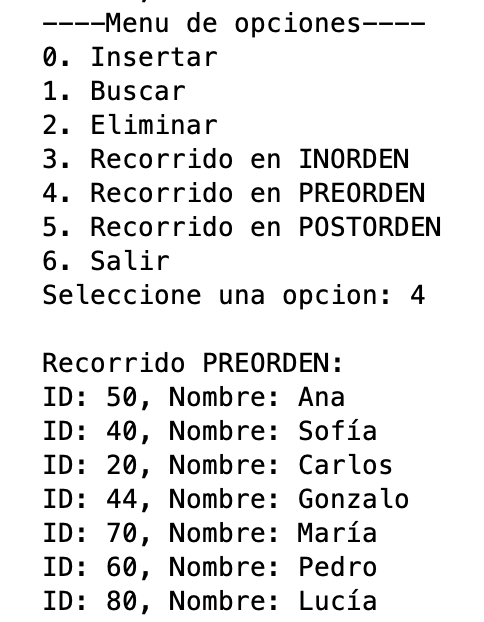 ----Menu de opciones----
0. Insertar
1. Buscar
2. Eliminar
3. Recorrido en INORDEN
4. Recorrido en PREORDEN
5. Recorrido en POSTORDEN
6. Salir
Seleccione una opcion: 4
Recorrido PREORDEN:
ID: 50, Nombre: Ana
ID: 40, Nombre: Sofía
ID: 20, Nombre: Carlos
ID: 44, Nombre: Gonzalo
ID: 70, Nombre: María
ID: 60, Nombre: Pedro
ID: 80, Nombre: Lucía